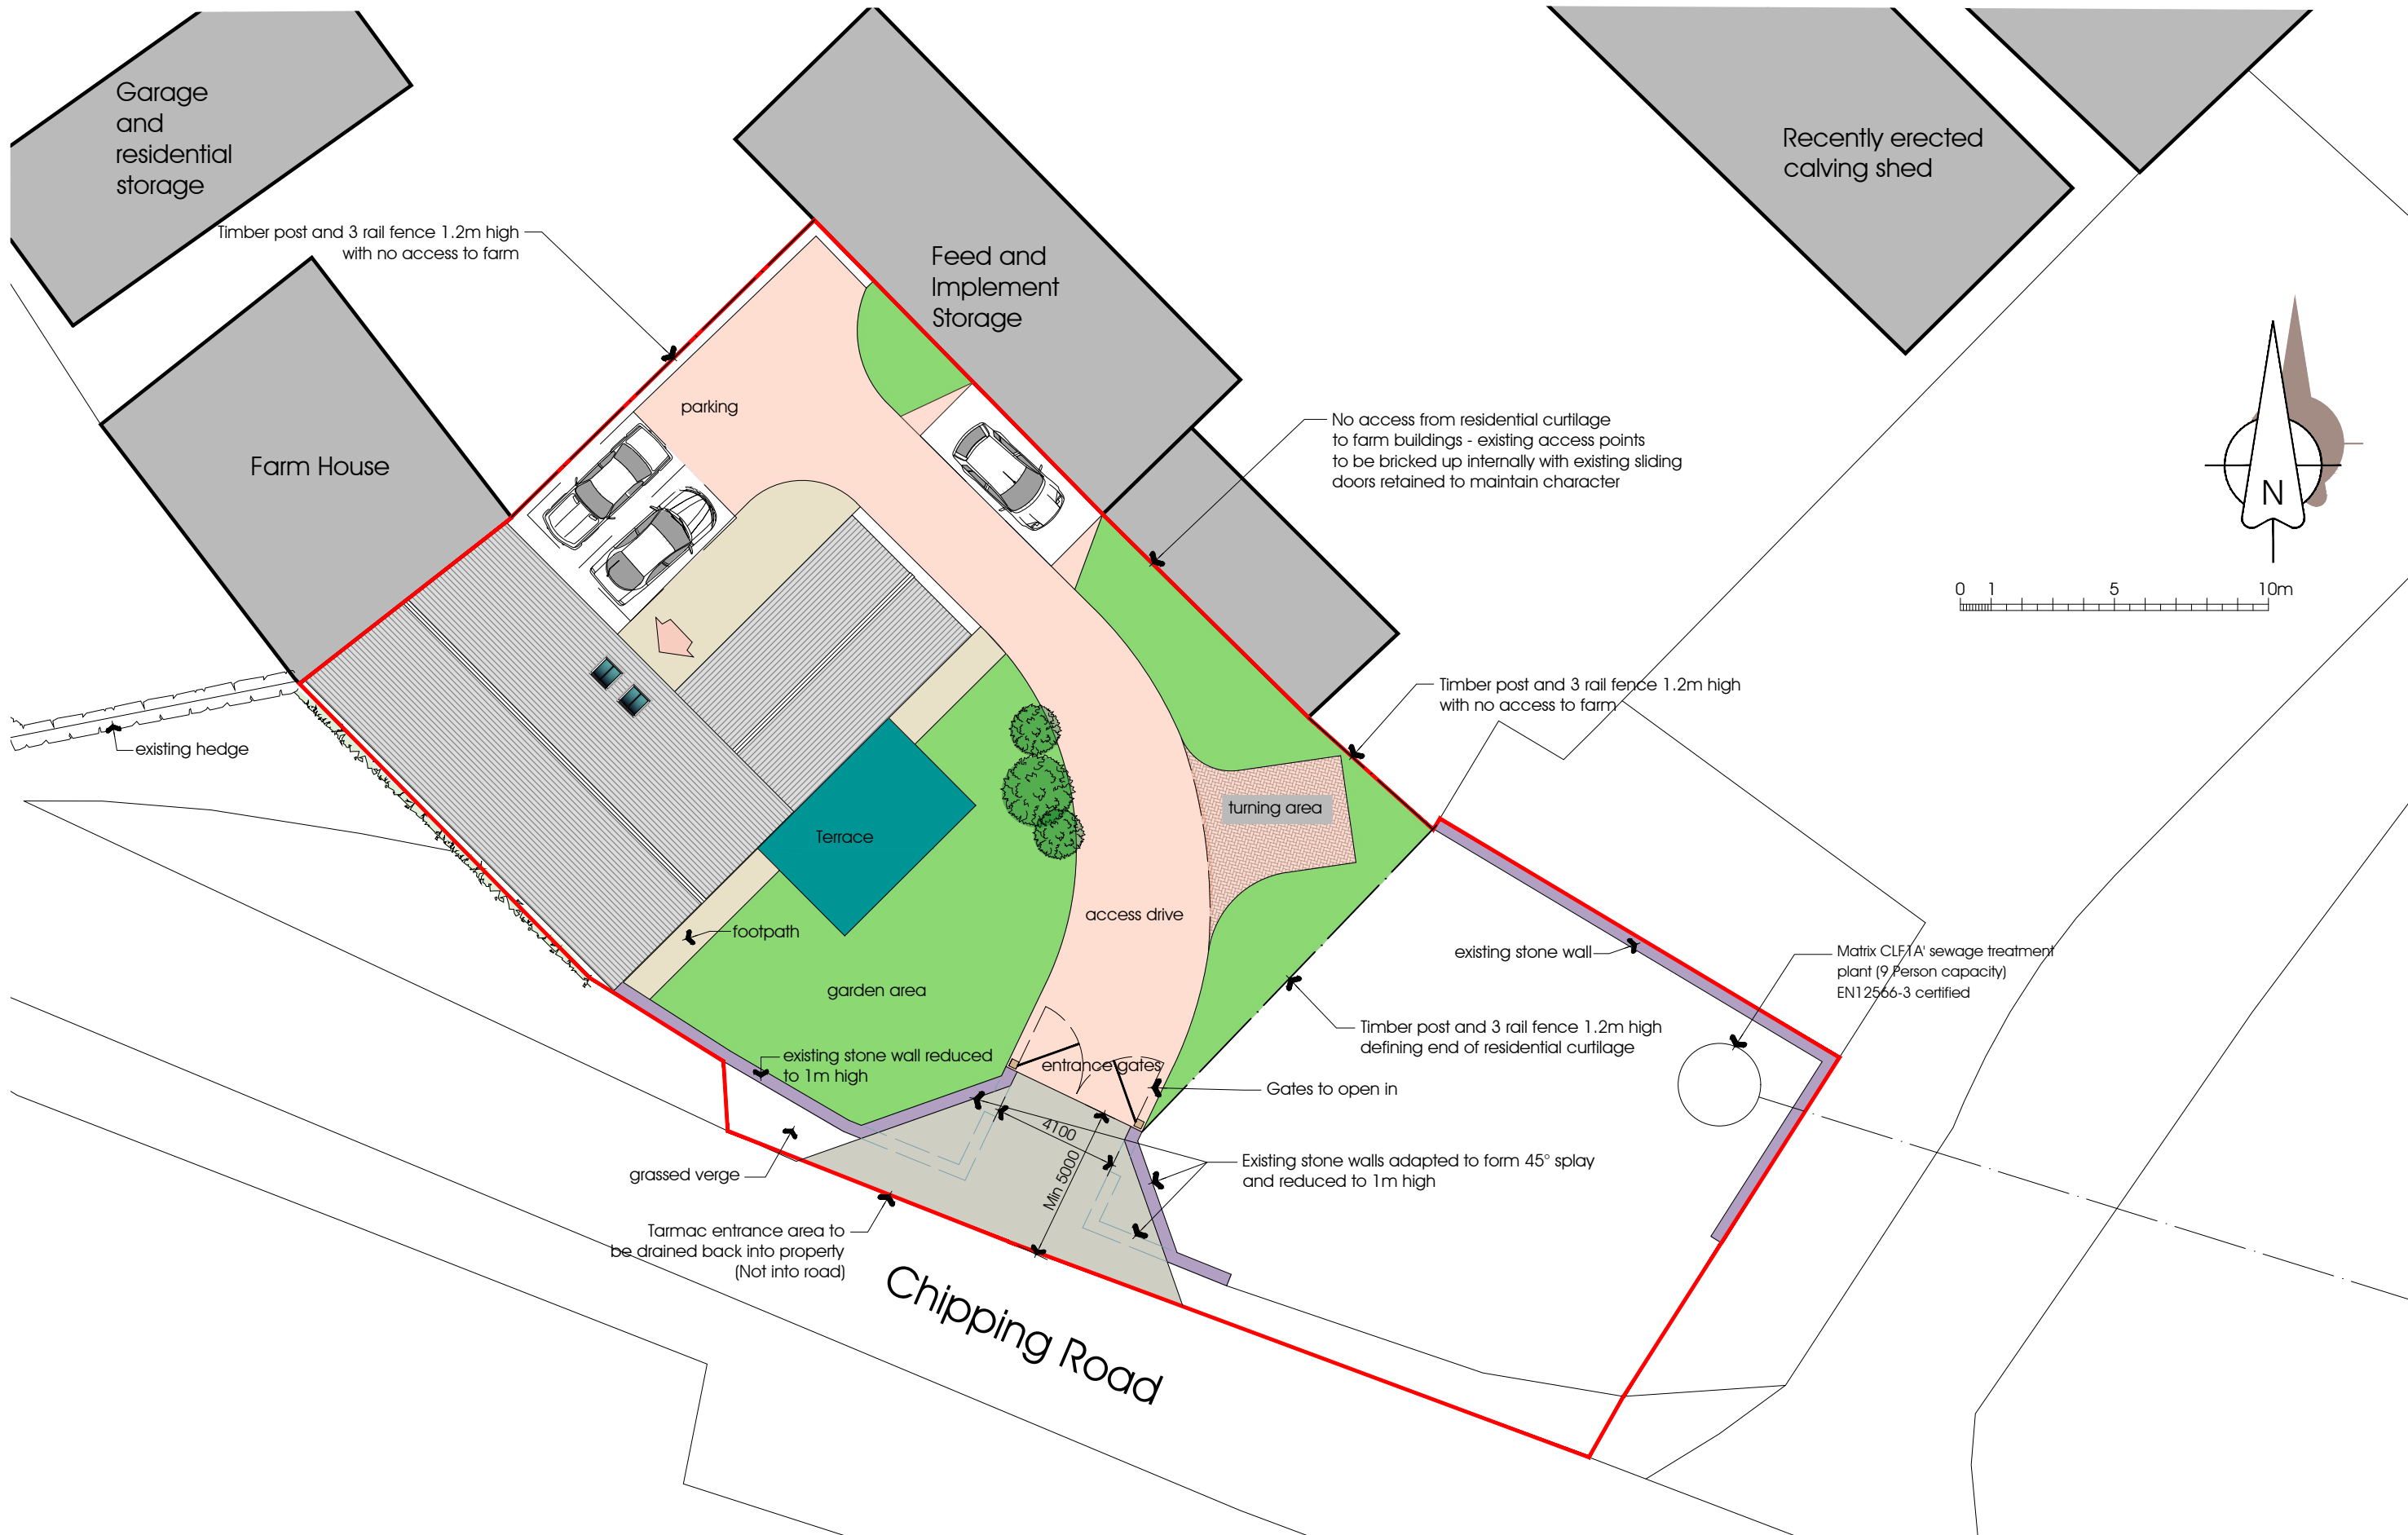 Garage
and
residential
storage
Timber post and 3 rail fence 1.2m high
with no access to farm
Farm House
parking
Feed and
Implement
Storage
Recently erected
calving shed
No access from residential curtilage
to farm buildings - existing access points
to be bricked up internally with existing sliding
doors retained to maintain character
N
0 1 5 10m
Timber post and 3 rail fence 1.2m high
with no access to farm
existing hedge
turning area
Terrace
footpath
access drive
garden area
existing stone wall
Matrix CLF1A' sewage treatment
plant (9 Person capacity)
EN12566-3 certified
Timber post and 3 rail fence 1.2m high
defining end of residential curtilage
existing stone wall reduced
to 1m high
entrance gates
Gates to open in
4100
Min 5000
grassed verge
Existing stone walls adapted to form 45° splay
and reduced to 1m high
Tarmac entrance area to
be drained back into property
(Not into road)
Chipping Road